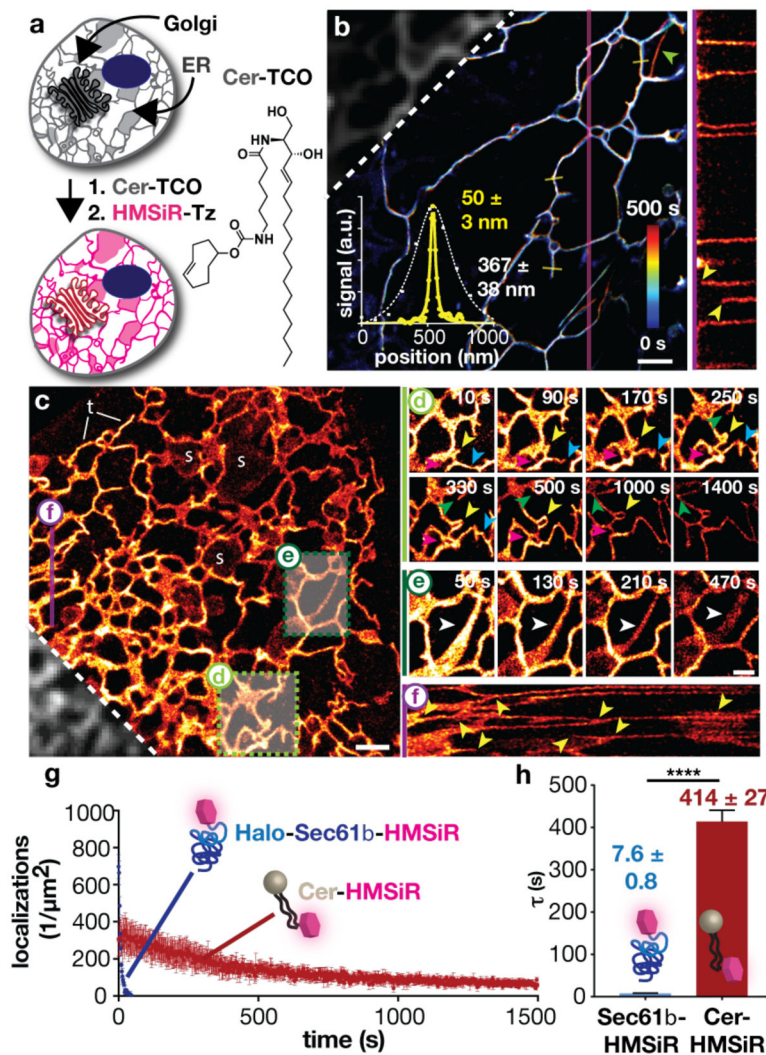 a
Golgi
ER
Cer-TCO
1. Cer-TCO
2. HMSiR-Tz
HO
HN
OH
O
O
NH
O
b
50 ±
3 nm
367 ±
38 nm
signal (a.u.)
0
500
1000
position (nm)
500 s
0 s
c
t
s
s
s
f
e
d
d
10 s
90 s
170 s
250 s
330 s
500 s
1000 s
1400 s
e
50 s
130 s
210 s
470 s
f
g
localizations
(1/µm²)
1000
800
600
400
200
0
0
500
1000
1500
time (s)
Halo-Sec61b-HMSiR
Cer-HMSiR
h
****
414 ± 27
7.6 ±
0.8
τ (s)
500
400
300
200
100
0
Sec61b-
HMSiR
Cer-
HMSiR